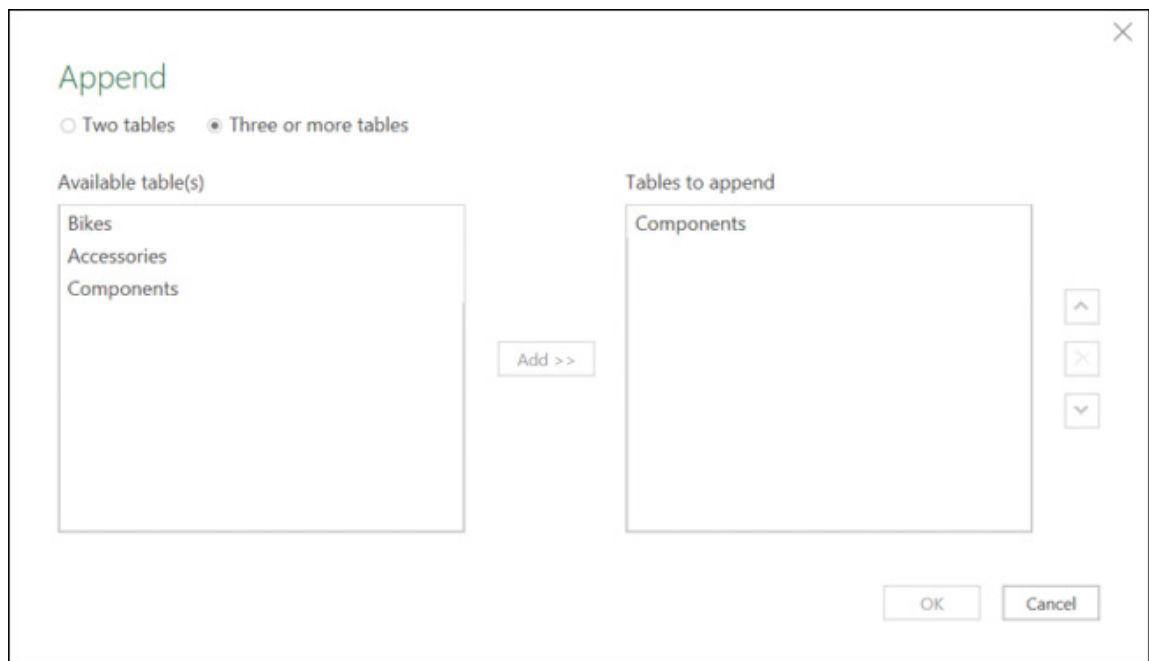 Append
Two tables Three or more tables
Available table(s)
Bikes
Accessories
Components
Add >>
Tables to append
Components
OK Cancel